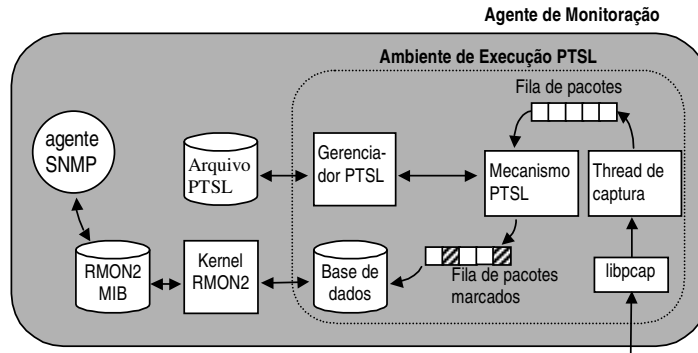 Agente de Monitoração
Ambiente de Execução PTSL
Fila de pacotes
agente
SNMP
Arquivo
PTSL
Gerencia-
dor PTSL
Mecanismo
PTSL
Thread de
captura
RMON2
MIB
Kernel
RMON2
Base de
dados
Fila de pacotes
marcados
libpcap